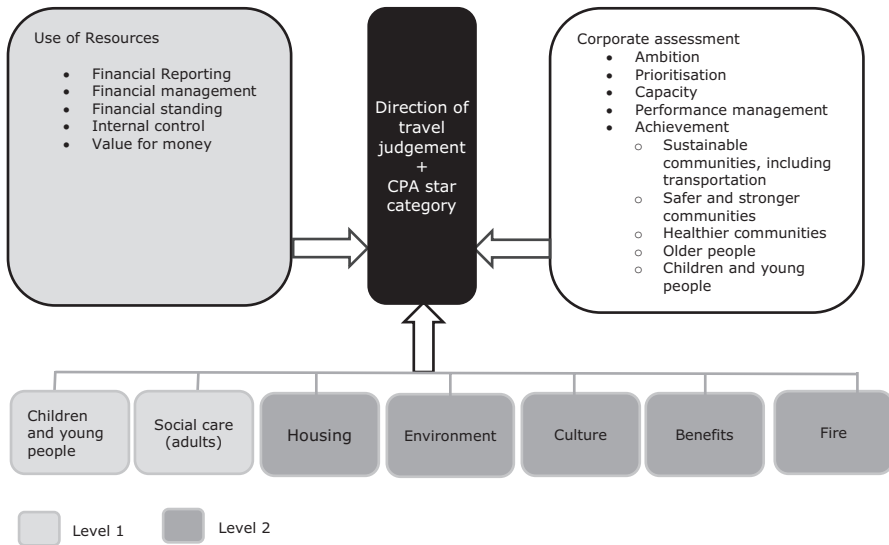 Use of Resources
• Financial Reporting
• Financial management
• Financial standing
• Internal control
• Value for money
Direction of
travel
judgement
+
CPA star
category
Corporate assessment
• Ambition
• Prioritisation
• Capacity
• Performance management
• Achievement
○ Sustainable
communities, including
transportation
○ Safer and stronger
communities
○ Healthier communities
○ Older people
○ Children and young
people
Children
and young
people
Social care
(adults)
Housing
Environment
Culture
Benefits
Fire
Level 1
Level 2